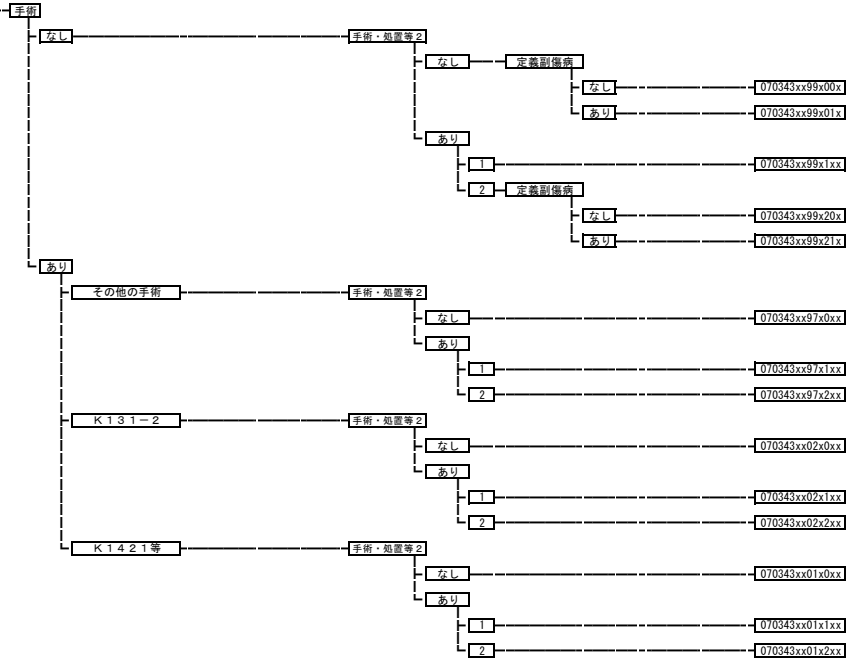 手術
なし 手術・処置等２
なし 定義副傷病
なし 070343xx99x00x
あり 070343xx99x01x
あり
1 070343xx99x1xx
2 定義副傷病
なし 070343xx99x20x
あり 070343xx99x21x
あり
その他の手術 手術・処置等２
なし 070343xx97x0xx
あり
1 070343xx97x1xx
2 070343xx97x2xx
Ｋ１３１－２ 手術・処置等２
なし 070343xx02x0xx
あり
1 070343xx02x1xx
2 070343xx02x2xx
Ｋ１４２１等 手術・処置等２
なし 070343xx01x0xx
あり
1 070343xx01x1xx
2 070343xx01x2xx